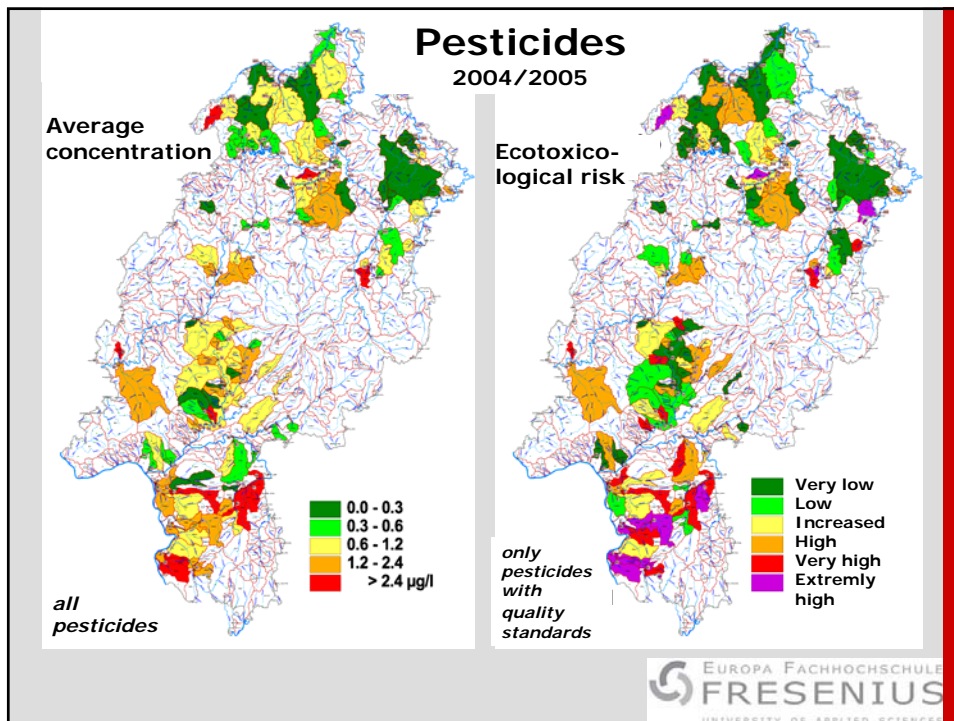 Pesticides
2004/2005
Average
concentration
0.0 - 0.3
0.3 - 0.6
0.6 - 1.2
1.2 - 2.4
> 2.4 µg/l
all
pesticides
Ecotoxico-
logical risk
Very low
Low
Increased
High
Very high
Extremly
high
only
pesticides
with
quality
standards
EUROPA FACHHOCHSCHULE
FRESENIUS
UNIVERSITY OF APPLIED SCIENCES